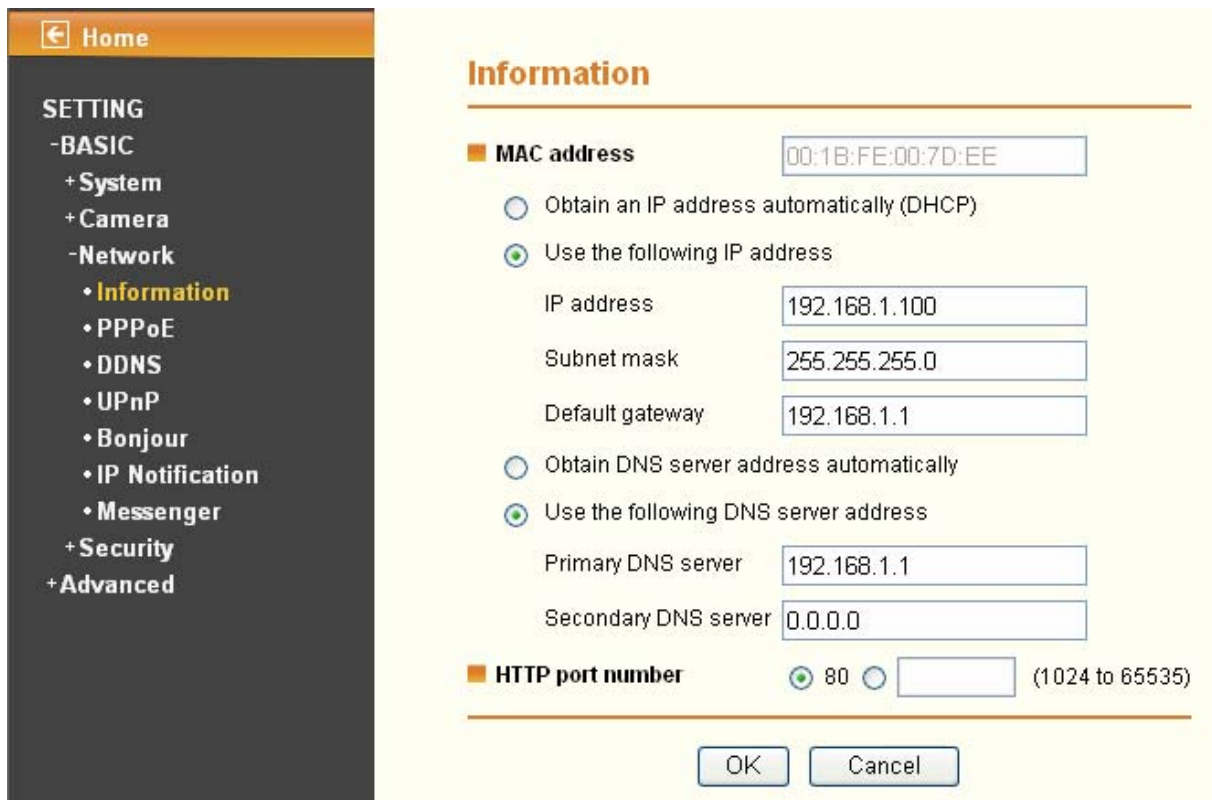 Home
SETTING
-BASIC
+System
+Camera
-Network
•Information
•PPPoE
•DDNS
•UPnP
•Bonjour
•IP Notification
•Messenger
+Security
+Advanced
Information
MAC address 00:1B:FE:00:7D:EE
Obtain an IP address automatically (DHCP)
Use the following IP address
IP address 192.168.1.100
Subnet mask 255.255.255.0
Default gateway 192.168.1.1
Obtain DNS server address automatically
Use the following DNS server address
Primary DNS server 192.168.1.1
Secondary DNS server 0.0.0.0
HTTP port number 80 (1024 to 65535)
OK Cancel